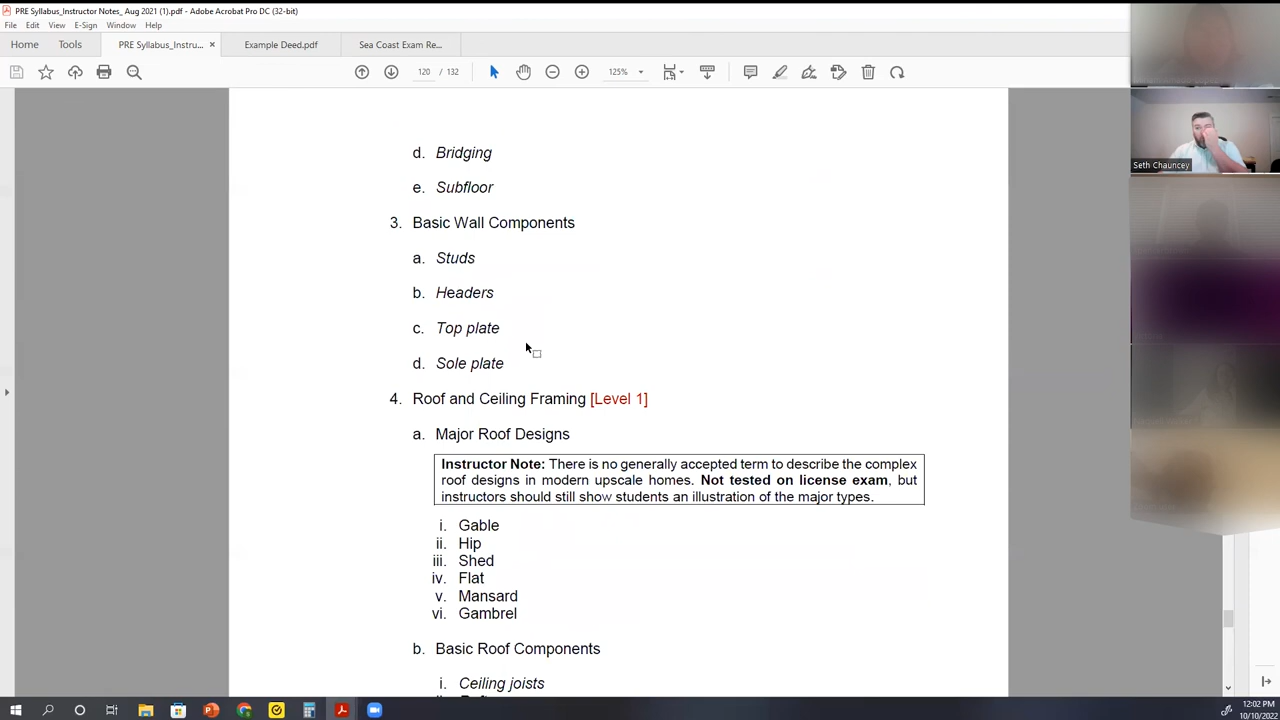 PRE Syllabus_Instructor Notes_ Aug 2021 (1).pdf - Adobe Acrobat Pro DC (32-bit)
File Edit View E-Sign Window Help
Home Tools PRE Syllabus_Instru... × Example Deed.pdf Sea Coast Exam Re...
120 / 132 125%
d. Bridging
e. Subfloor
3. Basic Wall Components
a. Studs
b. Headers
c. Top plate
d. Sole plate
4. Roof and Ceiling Framing [Level 1]
a. Major Roof Designs
Instructor Note: There is no generally accepted term to describe the complex
roof designs in modern upscale homes. Not tested on license exam, but
instructors should still show students an illustration of the major types.
i. Gable
ii. Hip
iii. Shed
iv. Flat
v. Mansard
vi. Gambrel
b. Basic Roof Components
i. Ceiling joists
Seth Chauncey
12:02 PM
10/10/2022